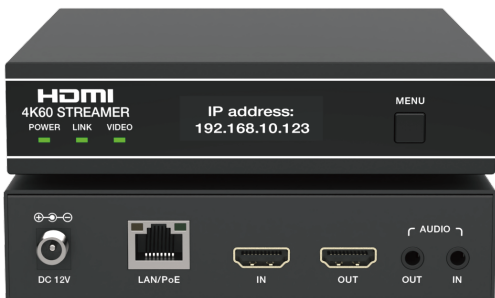 HDMI
4K60 STREAMER
POWER LINK VIDEO
IP address:
192.168.10.123
MENU
DC 12V
LAN/PoE
IN
OUT
AUDIO
OUT
IN